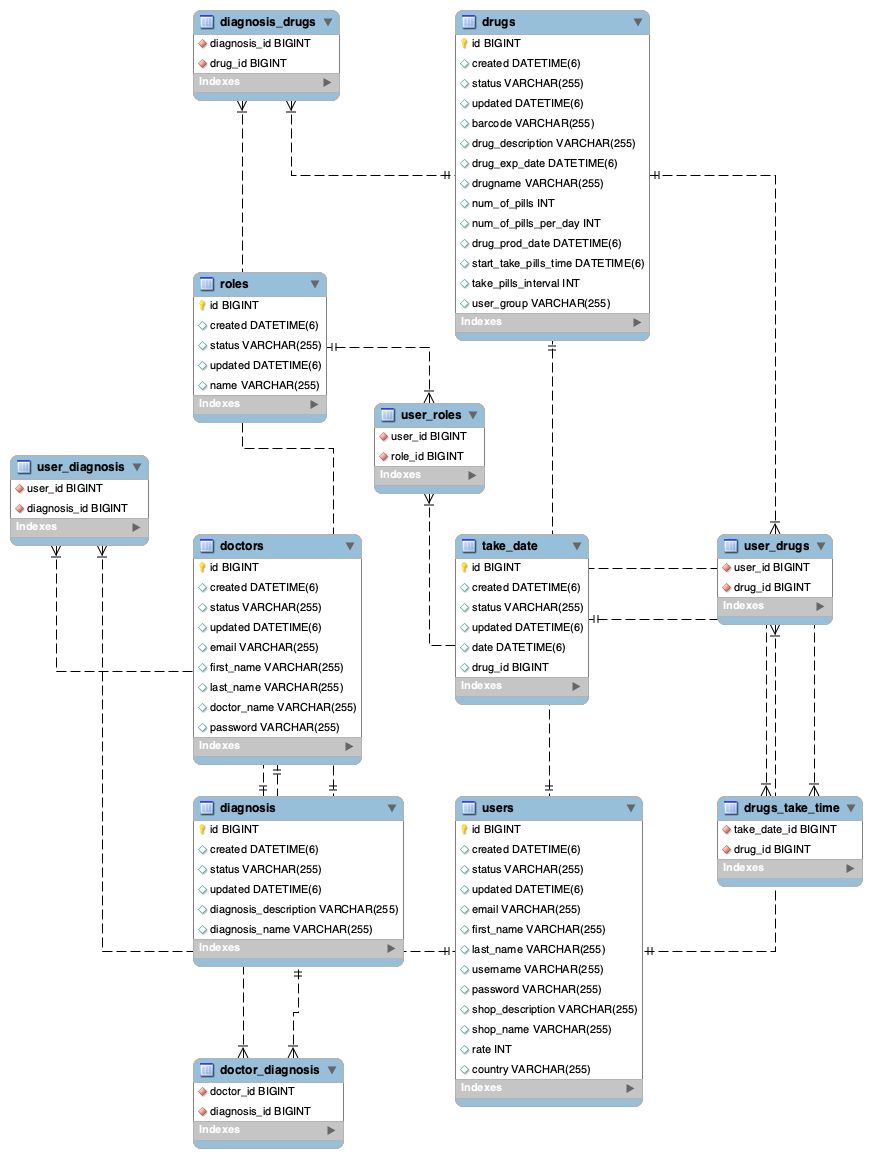 diagnosis_drugs
diagnosis_id BIGINT
drug_id BIGINT
Indexes
drugs
id BIGINT
created DATETIME(6)
status VARCHAR(255)
updated DATETIME(6)
barcode VARCHAR(255)
drug_description VARCHAR(255)
drug_exp_date DATETIME(6)
drugname VARCHAR(255)
num_of_pills INT
num_of_pills_per_day INT
drug_prod_date DATETIME(6)
start_take_pills_time DATETIME(6)
take_pills_interval INT
user_group VARCHAR(255)
Indexes
roles
id BIGINT
created DATETIME(6)
status VARCHAR(255)
updated DATETIME(6)
name VARCHAR(255)
Indexes
user_roles
user_id BIGINT
role_id BIGINT
Indexes
user_diagnosis
user_id BIGINT
diagnosis_id BIGINT
Indexes
doctors
id BIGINT
created DATETIME(6)
status VARCHAR(255)
updated DATETIME(6)
email VARCHAR(255)
first_name VARCHAR(255)
last_name VARCHAR(255)
doctor_name VARCHAR(255)
password VARCHAR(255)
Indexes
take_date
id BIGINT
created DATETIME(6)
status VARCHAR(255)
updated DATETIME(6)
date DATETIME(6)
drug_id BIGINT
Indexes
user_drugs
user_id BIGINT
drug_id BIGINT
Indexes
diagnosis
id BIGINT
created DATETIME(6)
status VARCHAR(255)
updated DATETIME(6)
diagnosis_description VARCHAR(255)
diagnosis_name VARCHAR(255)
Indexes
users
id BIGINT
created DATETIME(6)
status VARCHAR(255)
updated DATETIME(6)
email VARCHAR(255)
first_name VARCHAR(255)
last_name VARCHAR(255)
username VARCHAR(255)
password VARCHAR(255)
shop_description VARCHAR(255)
shop_name VARCHAR(255)
rate INT
country VARCHAR(255)
Indexes
drugs_take_time
take_date_id BIGINT
drug_id BIGINT
Indexes
doctor_diagnosis
doctor_id BIGINT
diagnosis_id BIGINT
Indexes